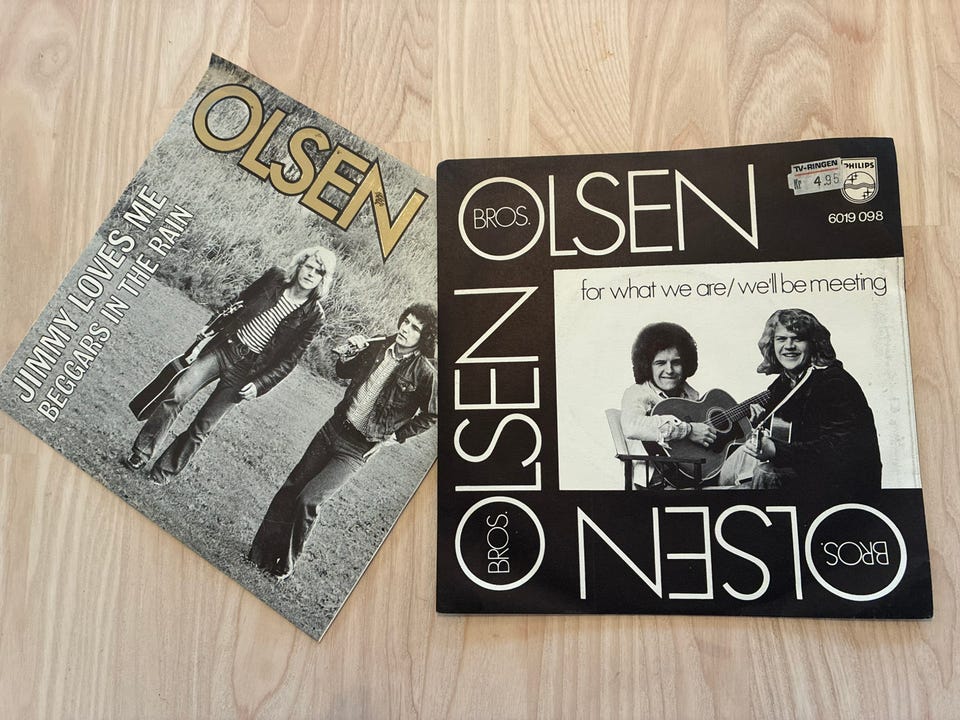 OLSEN
JIMMY LOVES ME
BEGGARS IN THE RAIN
BROS. OLSEN
TV-RINGEN
Kr 4.95
PHILIPS
6019 098
for what we are/we'll be meeting
BROS. OLSEN
BROS. OLSEN